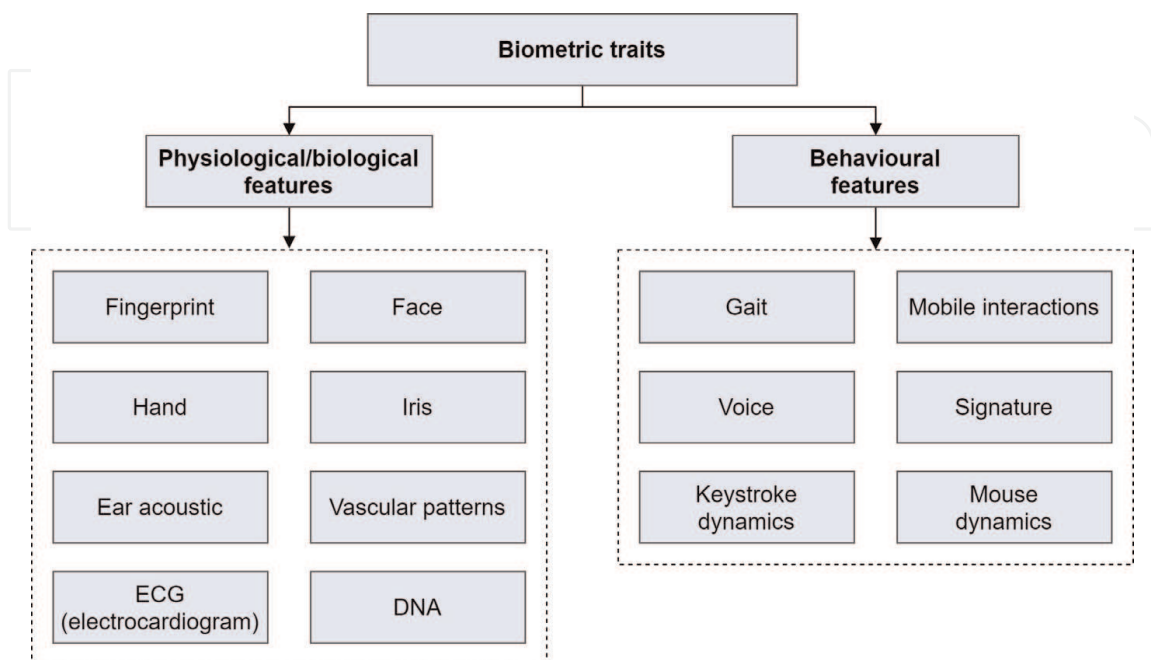 Biometric traits
Physiological/biological
features
Behavioural
features
Fingerprint
Face
Hand
Iris
Ear acoustic
Vascular patterns
ECG
(electrocardiogram)
DNA
Gait
Mobile interactions
Voice
Signature
Keystroke
dynamics
Mouse
dynamics